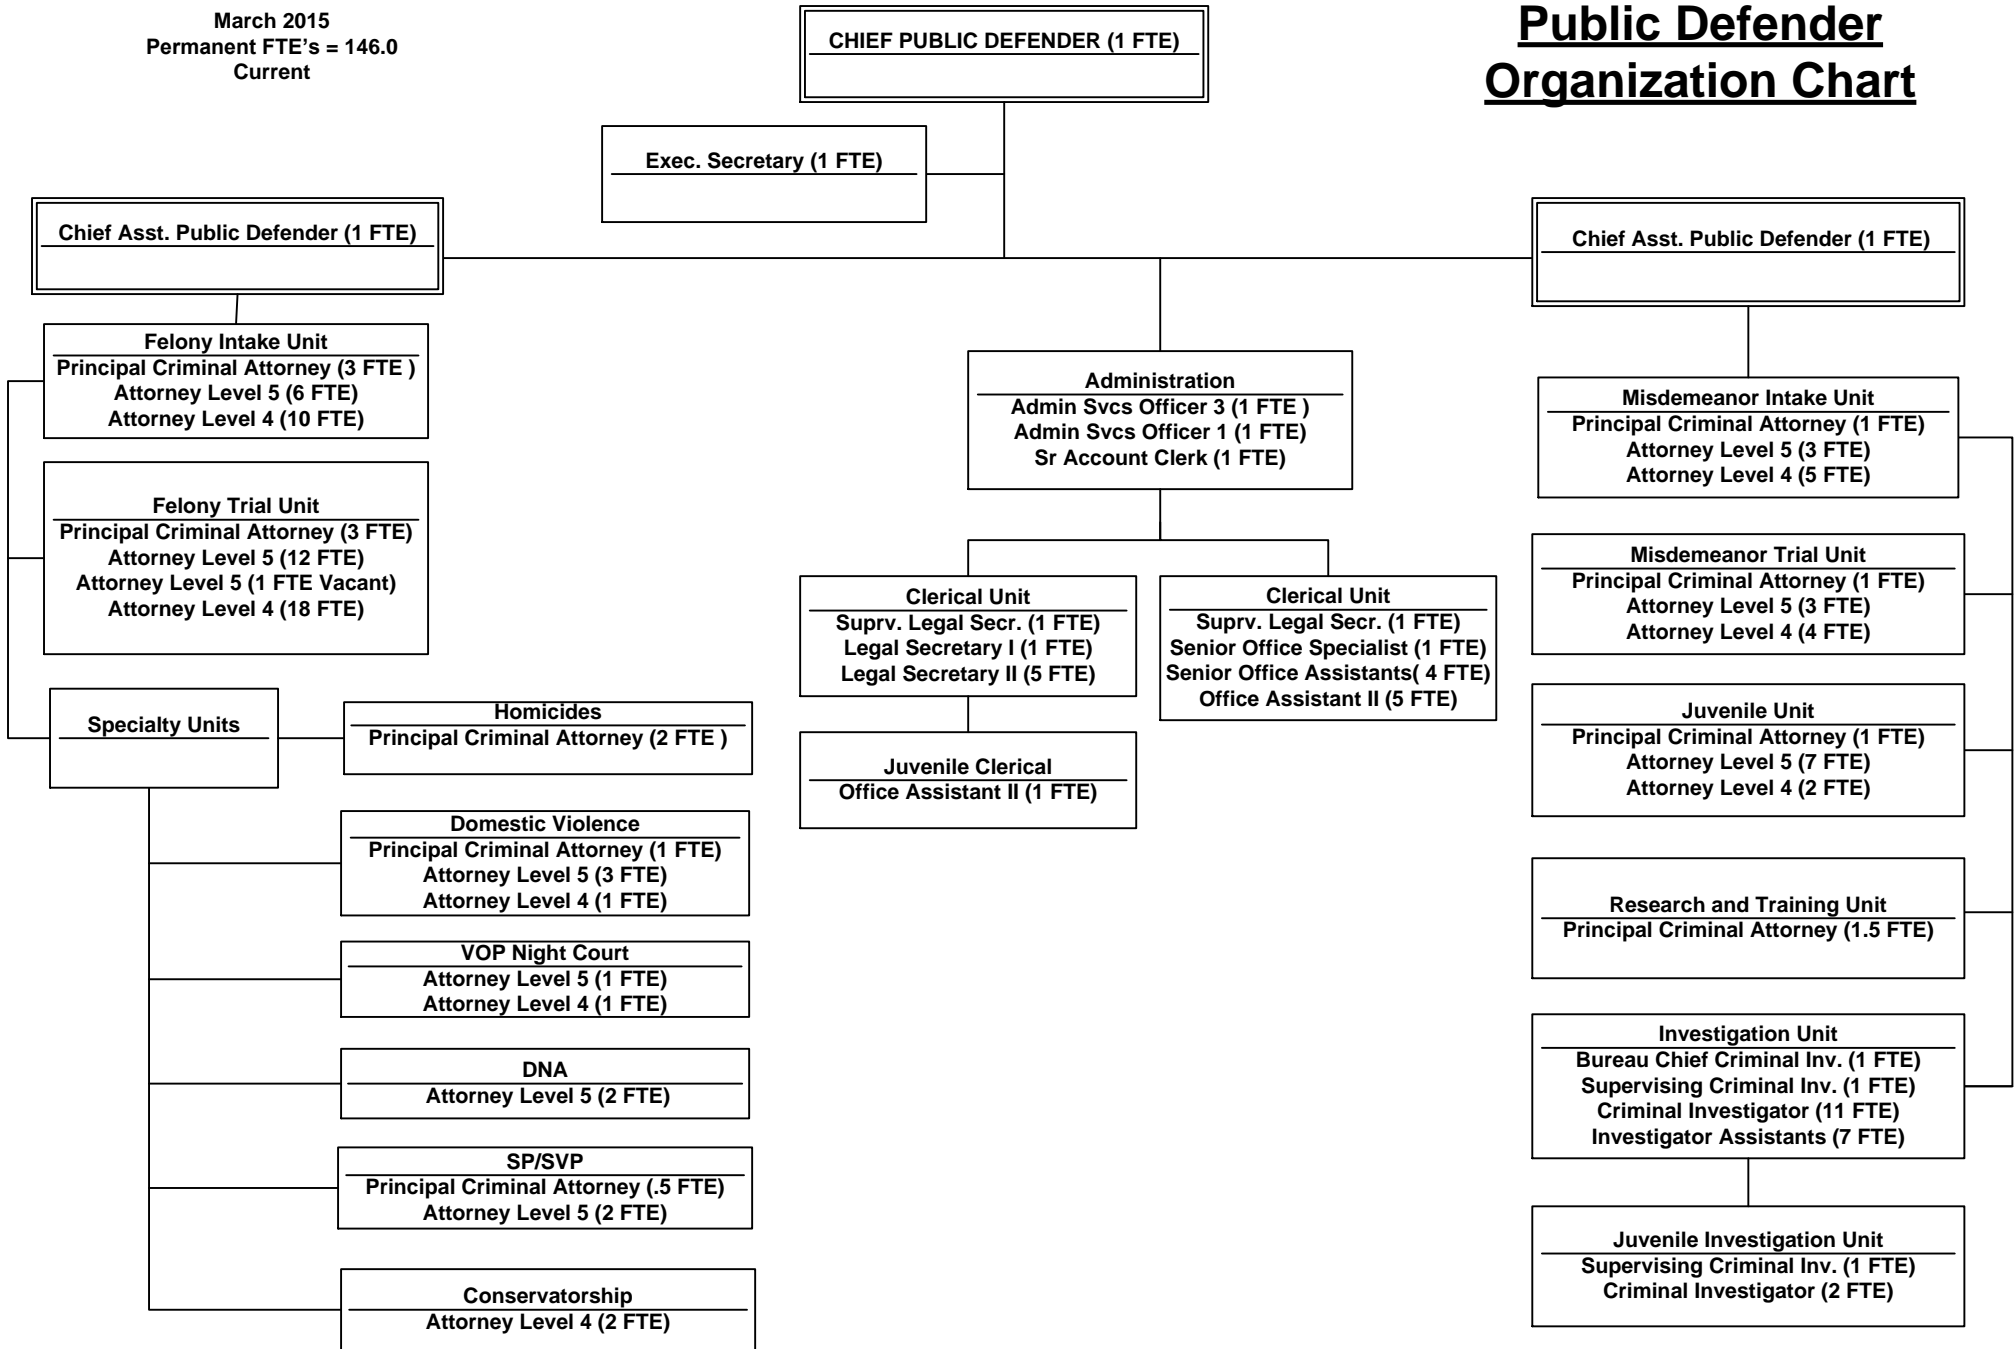 March 2015
Permanent FTE's = 146.0
Current
Public Defender
Organization Chart
CHIEF PUBLIC DEFENDER (1 FTE)
Exec. Secretary (1 FTE)
Chief Asst. Public Defender (1 FTE)
Felony Intake Unit
Principal Criminal Attorney (3 FTE )
Attorney Level 5 (6 FTE)
Attorney Level 4 (10 FTE)
Felony Trial Unit
Principal Criminal Attorney (3 FTE)
Attorney Level 5 (12 FTE)
Attorney Level 5 (1 FTE Vacant)
Attorney Level 4 (18 FTE)
Specialty Units
Homicides
Principal Criminal Attorney (2 FTE )
Domestic Violence
Principal Criminal Attorney (1 FTE)
Attorney Level 5 (3 FTE)
Attorney Level 4 (1 FTE)
VOP Night Court
Attorney Level 5 (1 FTE)
Attorney Level 4 (1 FTE)
DNA
Attorney Level 5 (2 FTE)
SP/SVP
Principal Criminal Attorney (.5 FTE)
Attorney Level 5 (2 FTE)
Conservatorship
Attorney Level 4 (2 FTE)
Administration
Admin Svcs Officer 3 (1 FTE )
Admin Svcs Officer 1 (1 FTE)
Sr Account Clerk (1 FTE)
Clerical Unit
Suprv. Legal Secr. (1 FTE)
Legal Secretary I (1 FTE)
Legal Secretary II (5 FTE)
Juvenile Clerical
Office Assistant II (1 FTE)
Clerical Unit
Suprv. Legal Secr. (1 FTE)
Senior Office Specialist (1 FTE)
Senior Office Assistants( 4 FTE)
Office Assistant II (5 FTE)
Chief Asst. Public Defender (1 FTE)
Misdemeanor Intake Unit
Principal Criminal Attorney (1 FTE)
Attorney Level 5 (3 FTE)
Attorney Level 4 (5 FTE)
Misdemeanor Trial Unit
Principal Criminal Attorney (1 FTE)
Attorney Level 5 (3 FTE)
Attorney Level 4 (4 FTE)
Juvenile Unit
Principal Criminal Attorney (1 FTE)
Attorney Level 5 (7 FTE)
Attorney Level 4 (2 FTE)
Research and Training Unit
Principal Criminal Attorney (1.5 FTE)
Investigation Unit
Bureau Chief Criminal Inv. (1 FTE)
Supervising Criminal Inv. (1 FTE)
Criminal Investigator (11 FTE)
Investigator Assistants (7 FTE)
Juvenile Investigation Unit
Supervising Criminal Inv. (1 FTE)
Criminal Investigator (2 FTE)